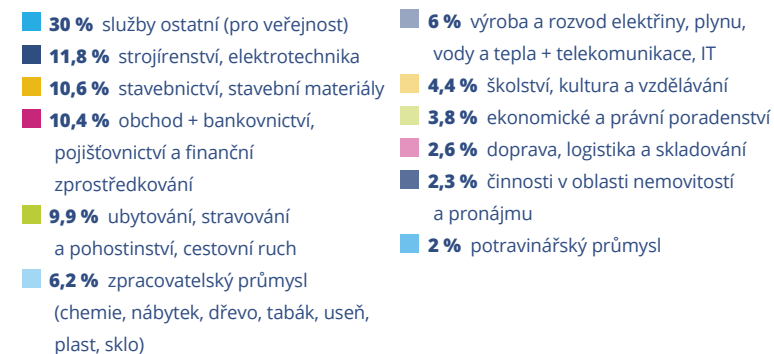 30 % služby ostatní (pro veřejnost)
11,8 % strojírenství, elektrotechnika
10,6 % stavebnictví, stavební materiály
10,4 % obchod + bankovnictví,
pojišťovnictví a finanční
zprostředkování
9,9 % ubytování, stravování
a pohostinství, cestovní ruch
6,2 % zpracovatelský průmysl
(chemie, nábytek, dřevo, tabák, useň,
plast, sklo)
6 % výroba a rozvod elektřiny, plynu,
vody a tepla + telekomunikace, IT
4,4 % školství, kultura a vzdělávání
3,8 % ekonomické a právní poradenství
2,6 % doprava, logistika a skladování
2,3 % činnosti v oblasti nemovitostí
a pronájmu
2 % potravinářský průmysl